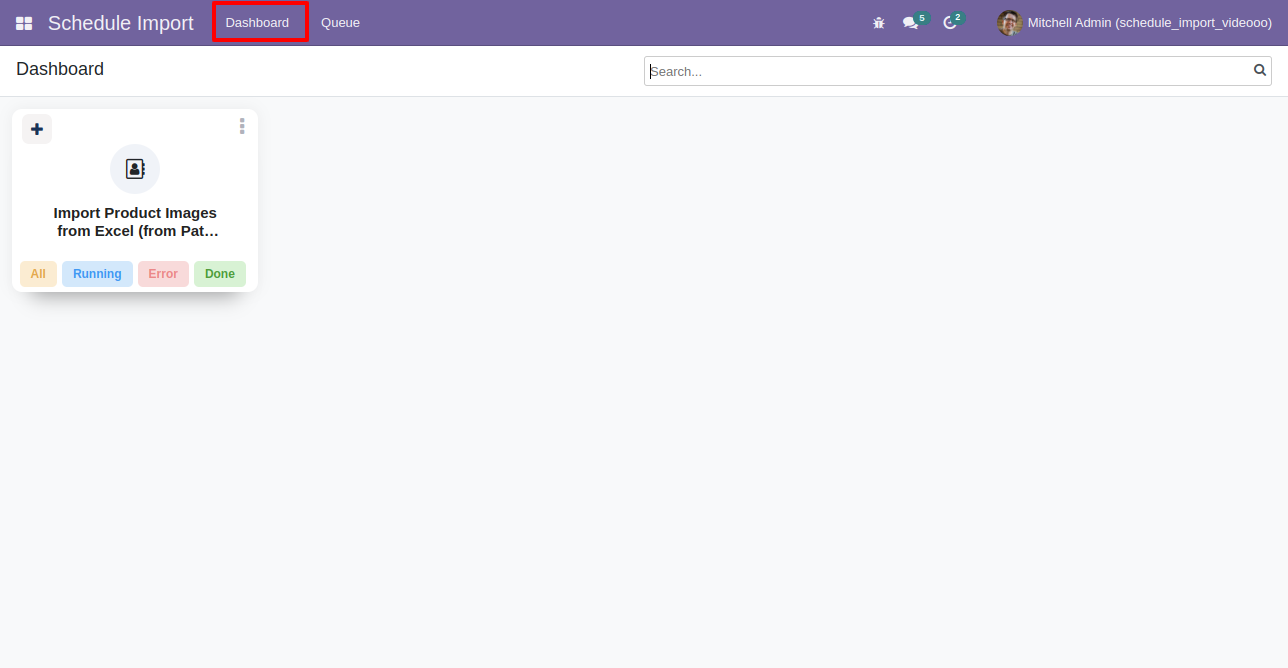 Schedule Import Dashboard Queue 5 2 Mitchell Admin (schedule_import_videooo)
Dashboard Search...
Import Product Images
from Excel (from Pat…
All Running Error Done